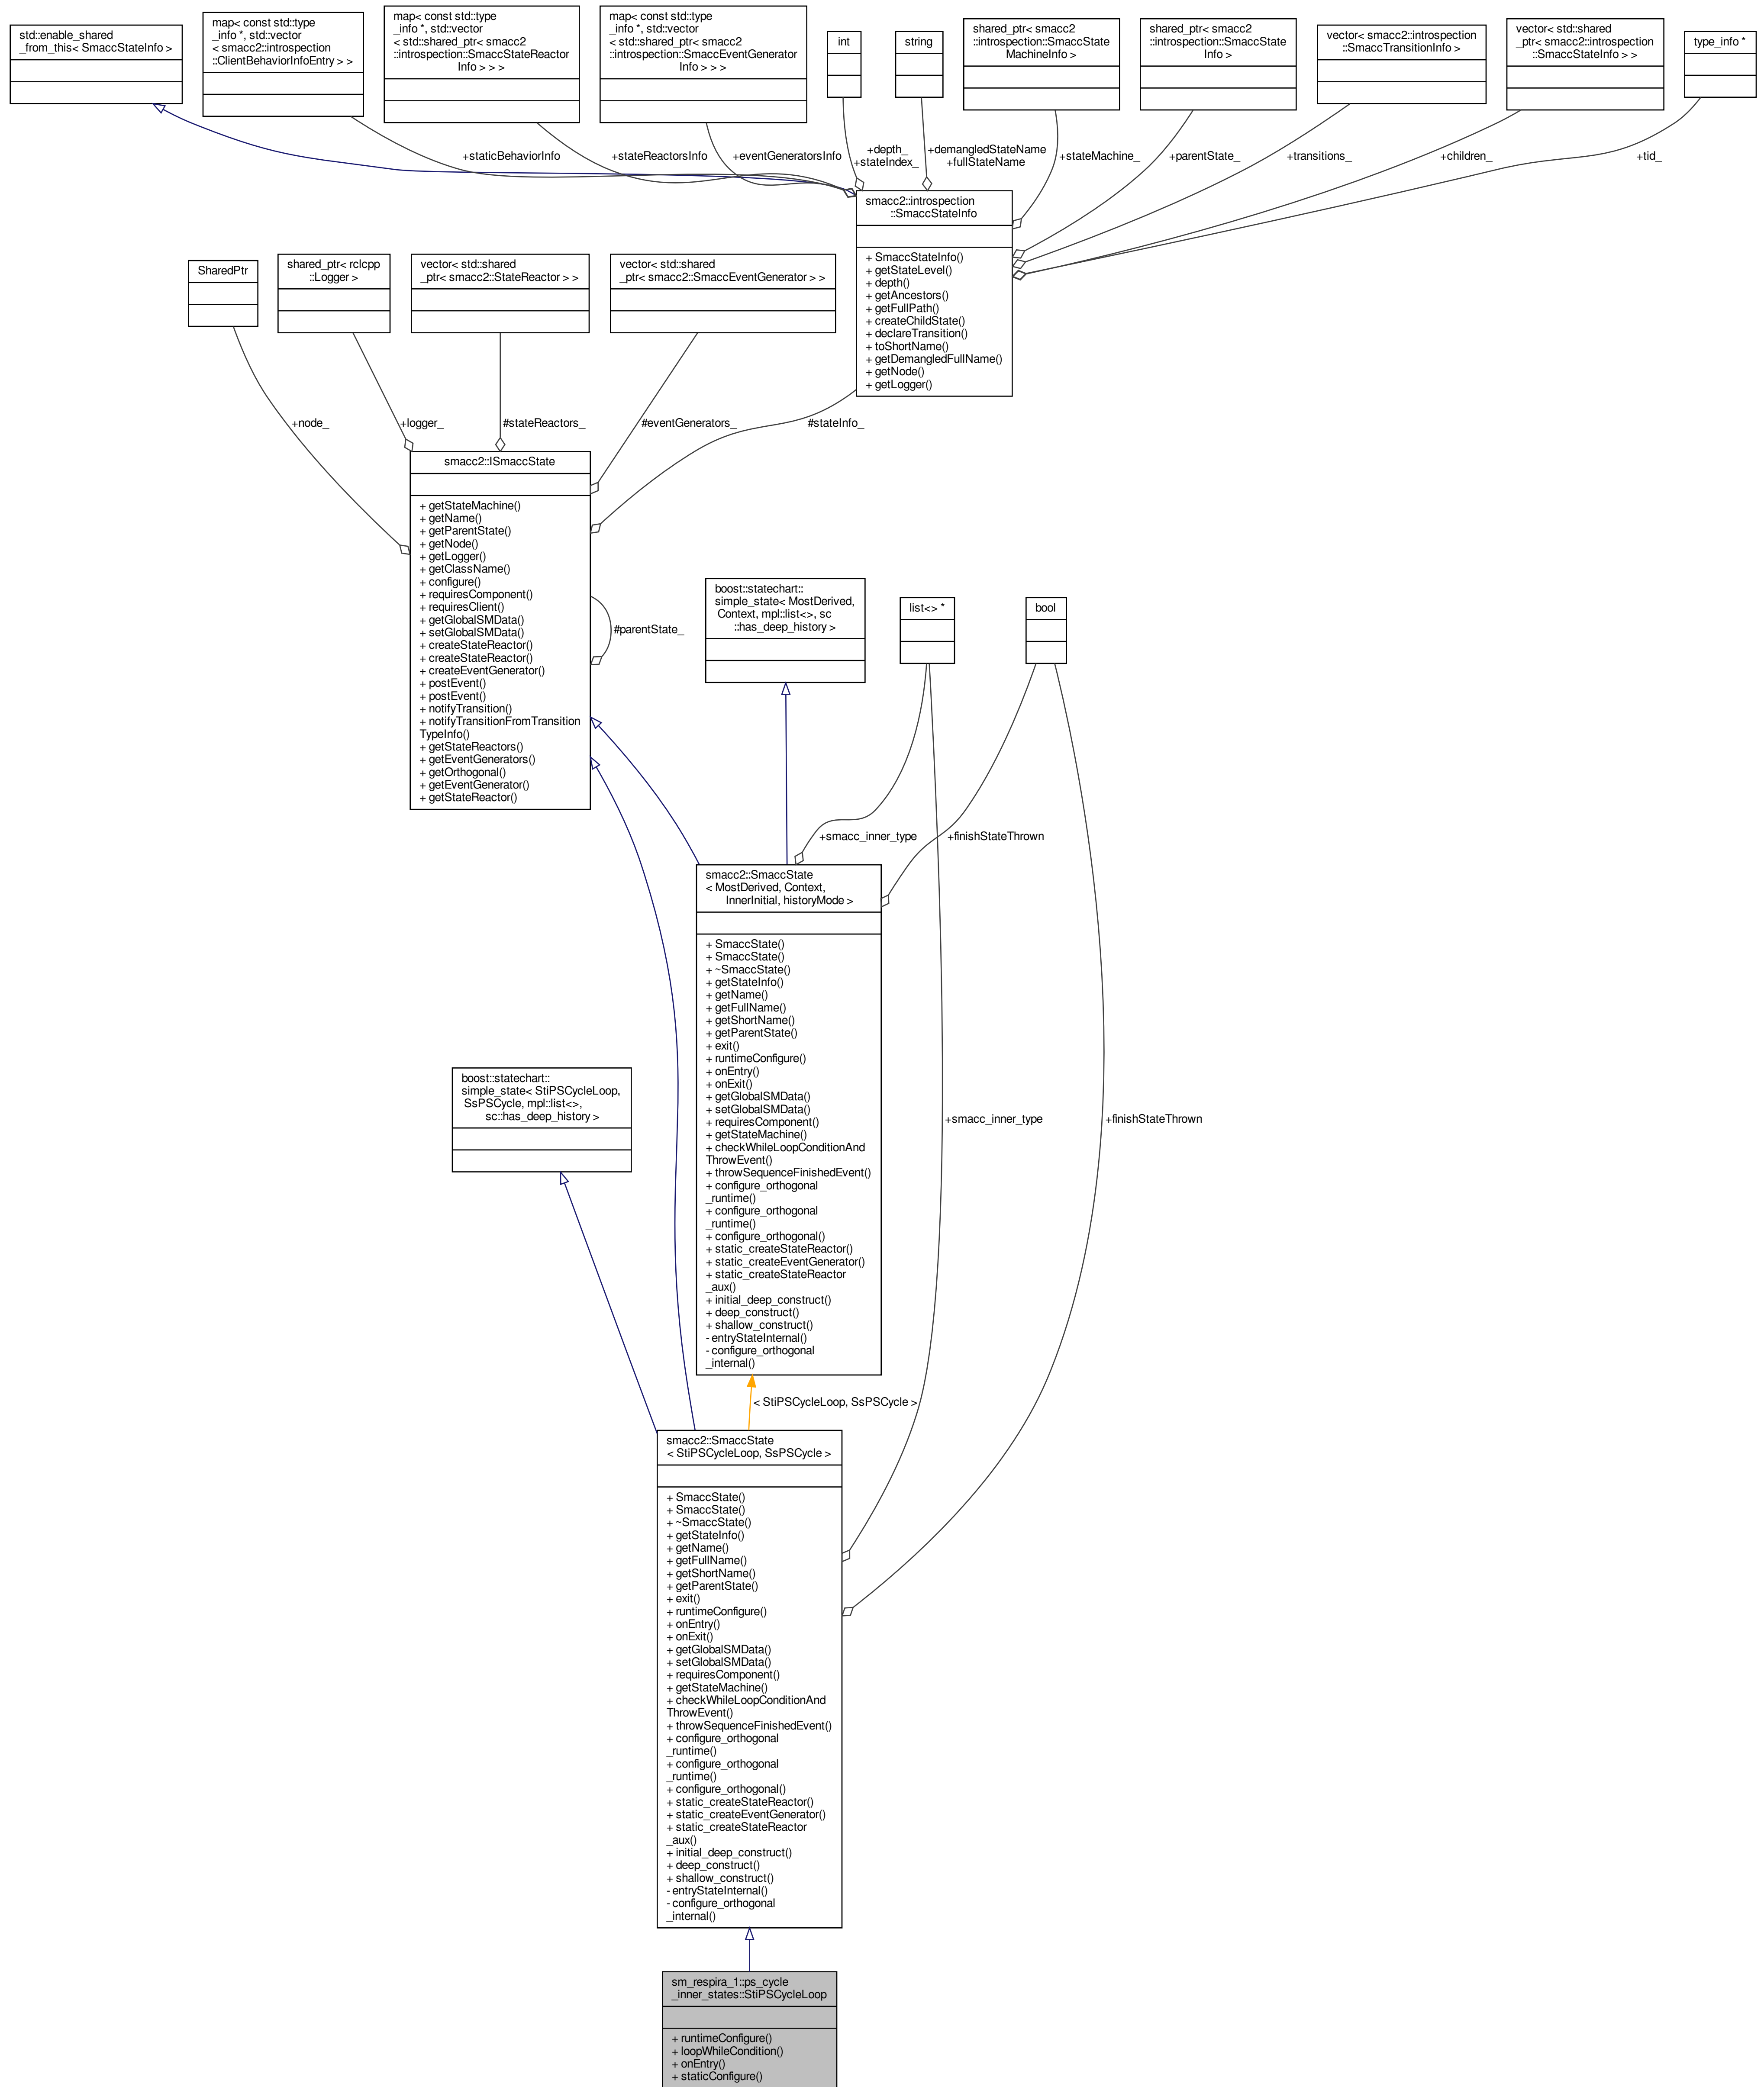 std::enable_shared
_from_this< SmaccStateInfo >
map< const std::type
_info *, std::vector
< smacc2::introspection
::ClientBehaviorInfoEntry > >
map< const std::type
_info *, std::vector
< std::shared_ptr< smacc2
::introspection::SmaccStateReactor
Info > > >
map< const std::type
_info *, std::vector
< std::shared_ptr< smacc2
::introspection::SmaccEventGenerator
Info > > >
int
string
shared_ptr< smacc2
::introspection::SmaccState
MachineInfo >
shared_ptr< smacc2
::introspection::SmaccState
Info >
vector< smacc2::introspection
::SmaccTransitionInfo >
vector< std::shared
_ptr< smacc2::introspection
::SmaccStateInfo > >
type_info *
+staticBehaviorInfo
+stateReactorsInfo
+eventGeneratorsInfo
+depth_
+stateIndex_
+demangledStateName
+fullStateName
+stateMachine_
+parentState_
+transitions_
+children_
+tid_
smacc2::introspection
::SmaccStateInfo
+ SmaccStateInfo()
+ getStateLevel()
+ depth()
+ getAncestors()
+ getFullPath()
+ createChildState()
+ declareTransition()
+ toShortName()
+ getDemangledFullName()
+ getNode()
+ getLogger()
SharedPtr
shared_ptr< rclcpp
::Logger >
vector< std::shared
_ptr< smacc2::StateReactor > >
vector< std::shared
_ptr< smacc2::SmaccEventGenerator > >
+node_
+logger_
#stateReactors_
#eventGenerators_
#stateInfo_
smacc2::ISmaccState
+ getStateMachine()
+ getName()
+ getParentState()
+ getNode()
+ getLogger()
+ getClassName()
+ configure()
+ requiresComponent()
+ requiresClient()
+ getGlobalSMData()
+ setGlobalSMData()
+ createStateReactor()
+ createStateReactor()
+ createEventGenerator()
+ postEvent()
+ postEvent()
+ notifyTransition()
+ notifyTransitionFromTransition
TypeInfo()
+ getStateReactors()
+ getEventGenerators()
+ getOrthogonal()
+ getEventGenerator()
+ getStateReactor()
#parentState_
boost::statechart::
simple_state< MostDerived,
Context, mpl::list<>, sc
::has_deep_history >
list<> *
bool
+smacc_inner_type
+finishStateThrown
smacc2::SmaccState
< MostDerived, Context,
InnerInitial, historyMode >
+ SmaccState()
+ SmaccState()
+ ~SmaccState()
+ getStateInfo()
+ getName()
+ getFullName()
+ getShortName()
+ getParentState()
+ exit()
+ runtimeConfigure()
+ onEntry()
+ onExit()
+ getGlobalSMData()
+ setGlobalSMData()
+ requiresComponent()
+ getStateMachine()
+ checkWhileLoopConditionAnd
ThrowEvent()
+ throwSequenceFinishedEvent()
+ configure_orthogonal
_runtime()
+ configure_orthogonal
_runtime()
+ configure_orthogonal()
+ static_createStateReactor()
+ static_createEventGenerator()
+ static_createStateReactor
_aux()
+ initial_deep_construct()
+ deep_construct()
+ shallow_construct()
- entryStateInternal()
- configure_orthogonal
_internal()
boost::statechart::
simple_state< StiPSCycleLoop,
SsPSCycle, mpl::list<>,
sc::has_deep_history >
+smacc_inner_type
+finishStateThrown
< StiPSCycleLoop, SsPSCycle >
smacc2::SmaccState
< StiPSCycleLoop, SsPSCycle >
+ SmaccState()
+ SmaccState()
+ ~SmaccState()
+ getStateInfo()
+ getName()
+ getFullName()
+ getShortName()
+ getParentState()
+ exit()
+ runtimeConfigure()
+ onEntry()
+ onExit()
+ getGlobalSMData()
+ setGlobalSMData()
+ requiresComponent()
+ getStateMachine()
+ checkWhileLoopConditionAnd
ThrowEvent()
+ throwSequenceFinishedEvent()
+ configure_orthogonal
_runtime()
+ configure_orthogonal
_runtime()
+ configure_orthogonal()
+ static_createStateReactor()
+ static_createEventGenerator()
+ static_createStateReactor
_aux()
+ initial_deep_construct()
+ deep_construct()
+ shallow_construct()
- entryStateInternal()
- configure_orthogonal
_internal()
sm_respira_1::ps_cycle
_inner_states::StiPSCycleLoop
+ runtimeConfigure()
+ loopWhileCondition()
+ onEntry()
+ staticConfigure()